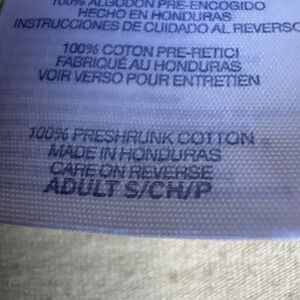 100% ALGODÓN PRE-ENCOGIDO
HECHO EN HONDURAS
INSTRUCCIONES DE CUIDADO AL REVERSO
100% COTON PRE-RETICI
FABRIQUÉ AU HONDURAS
VOIR VERSO POUR ENTRETIEN
100% PRESHRUNK COTTON
MADE IN HONDURAS
CARE ON REVERSE
ADULT S/CH/P